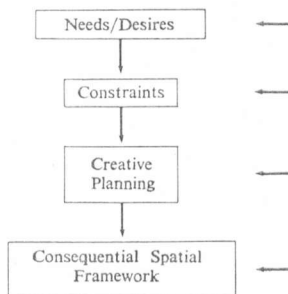 Needs/Desires
Constraints
Creative
Planning
Consequential Spatial
Framework